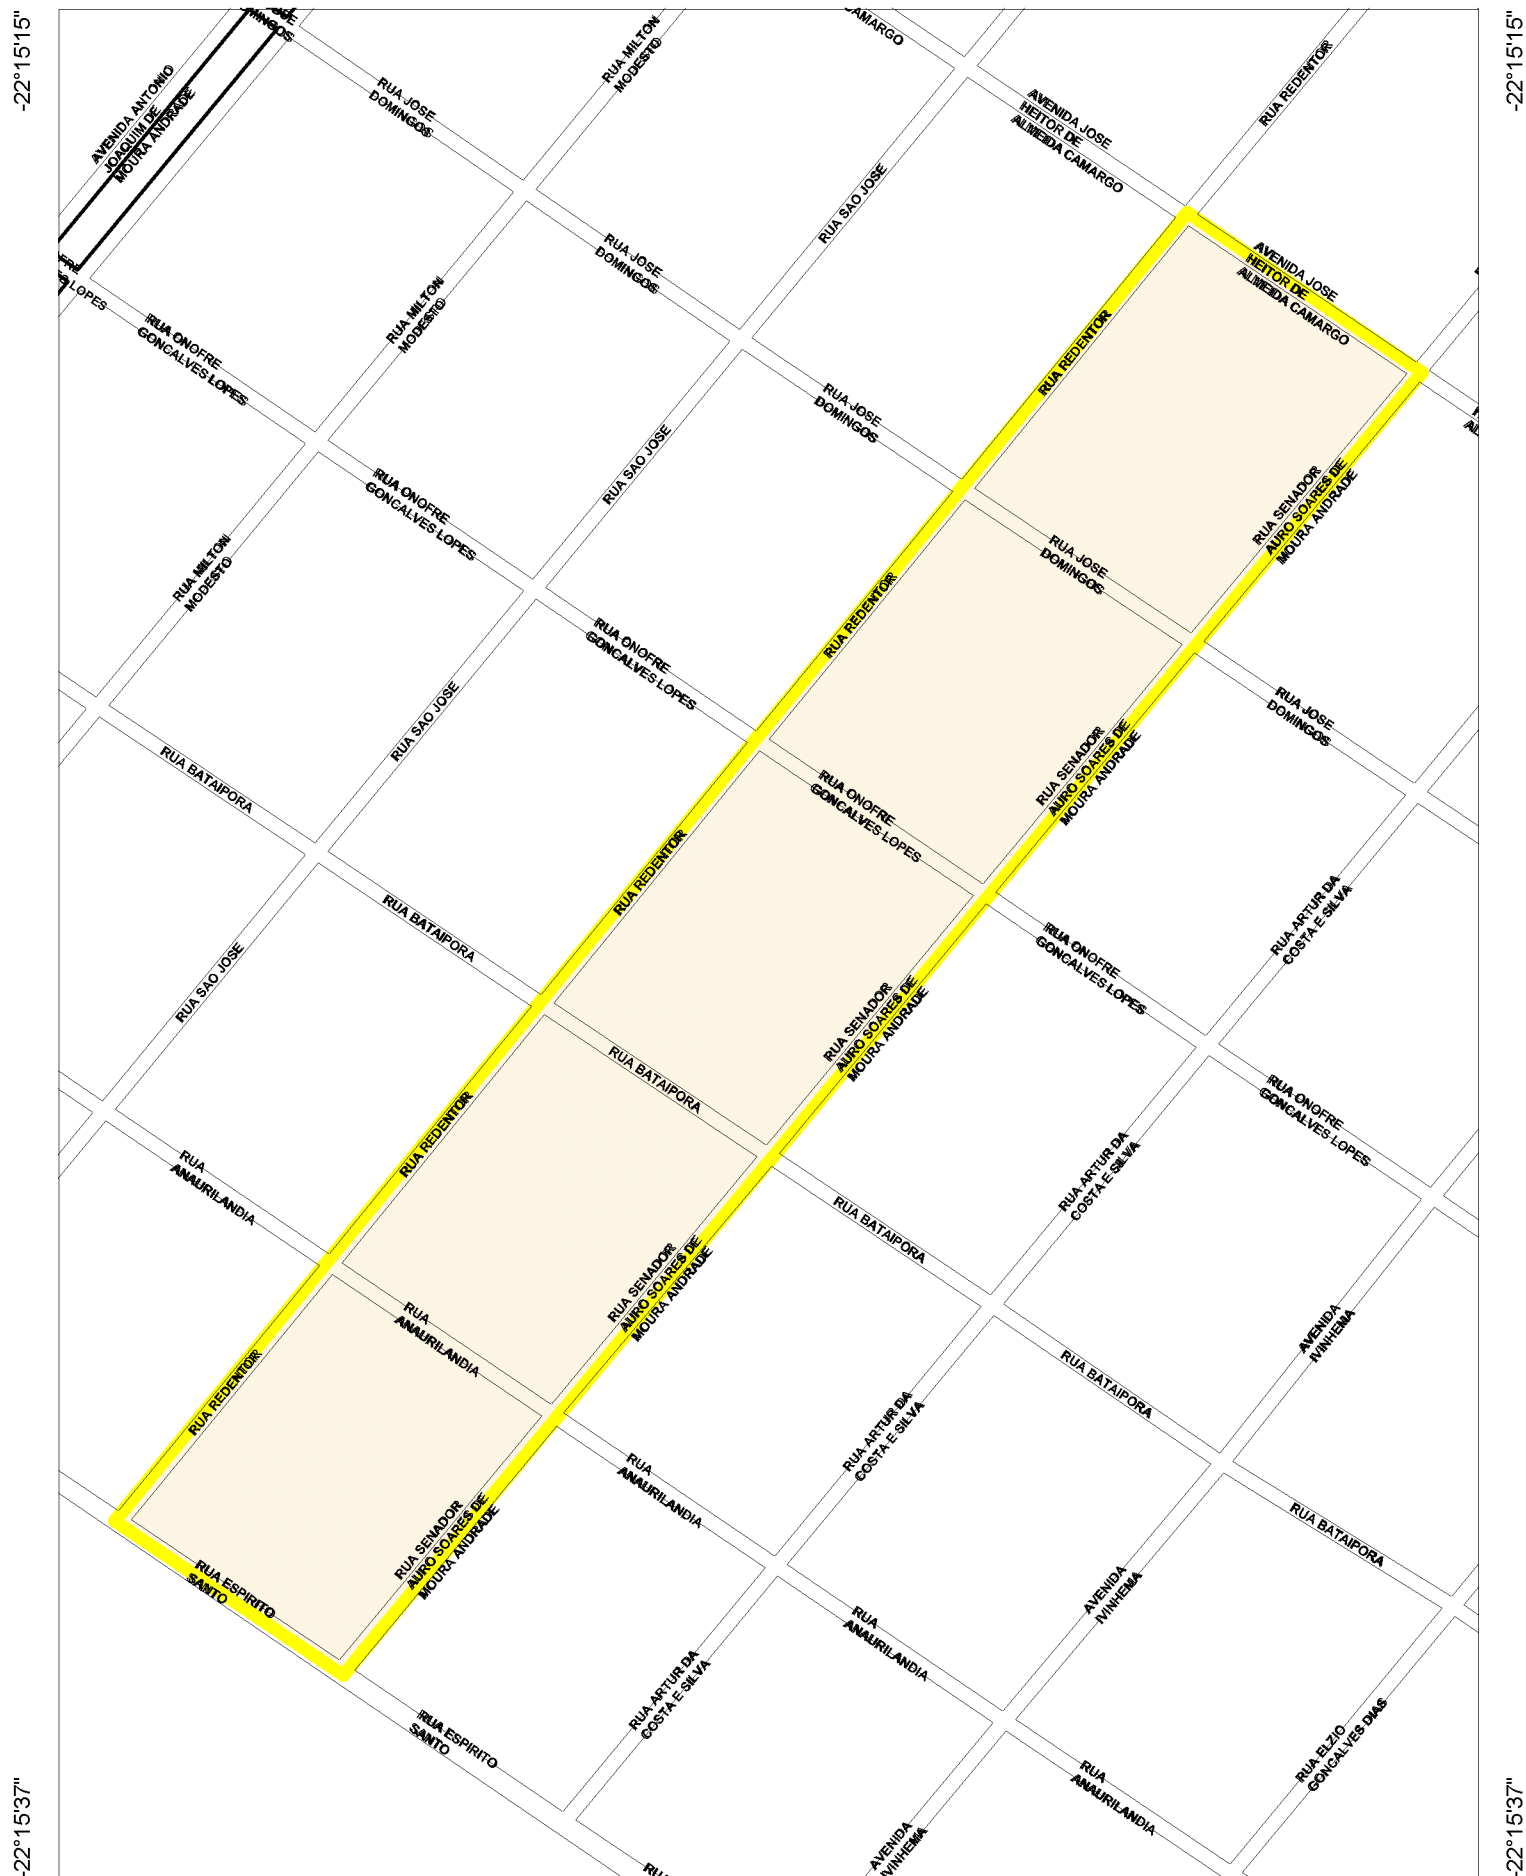 -22°15'15"
-22°15'15"
CAMARGO
RUA MILTON
MODESTO
RUA REDENTOR
AVENIDA ANTONIO
JOAQUIM DE
MOURA ANDRADE
RUA JOSE
DOMINGOS
AVENIDA JOSE
HEITOR DE
ALMEIDA CAMARGO
RUA SAO JOSE
RUA JOSE
DOMINGOS
AVENIDA JOSE
HEITOR DE
ALMEIDA CAMARGO
LOPES
RUA ONOFRE
GONCALVES LOPES
RUA MILTON
MODESTO
RUA REDENTOR
RUA JOSE
DOMINGOS
RUA SAO JOSE
RUA ONOFRE
GONCALVES LOPES
RUA SENADOR
AURO SOARES DE
MOURA ANDRADE
RUA MILTON
MODESTO
RUA JOSE
DOMINGOS
RUA REDENTOR
RUA ONOFRE
GONCALVES LOPES
RUA SAO JOSE
RUA JOSE
DOMINGOS
RUA BATAIPORA
RUA ONOFRE
GONCALVES LOPES
RUA SENADOR
AURO SOARES DE
MOURA ANDRADE
RUA REDENTOR
RUA BATAIPORA
RUA ARTUR DA
COSTA E SILVA
RUA SAO JOSE
RUA ONOFRE
GONCALVES LOPES
RUA SENADOR
AURO SOARES DE
MOURA ANDRADE
RUA BATAIPORA
RUA ONOFRE
GONCALVES LOPES
RUA REDENTOR
RUA
ANAURILANDIA
RUA ARTUR DA
COSTA E SILVA
RUA BATAIPORA
RUA SENADOR
AURO SOARES DE
MOURA ANDRADE
RUA
ANAURILANDIA
AVENIDA
IVINHEMA
RUA REDENTOR
RUA BATAIPORA
RUA ARTUR DA
COSTA E SILVA
RUA
ANAURILANDIA
RUA SENADOR
AURO SOARES DE
MOURA ANDRADE
RUA BATAIPORA
RUA ESPIRITO
SANTO
AVENIDA
IVINHEMA
RUA
ANAURILANDIA
RUA ARTUR DA
COSTA E SILVA
RUA ESPIRITO
SANTO
RUA ELZIO
GONCALVES DIAS
RUA
ANAURILANDIA
AVENIDA
IVINHEMA
RUA
-22°15'37"
-22°15'37"